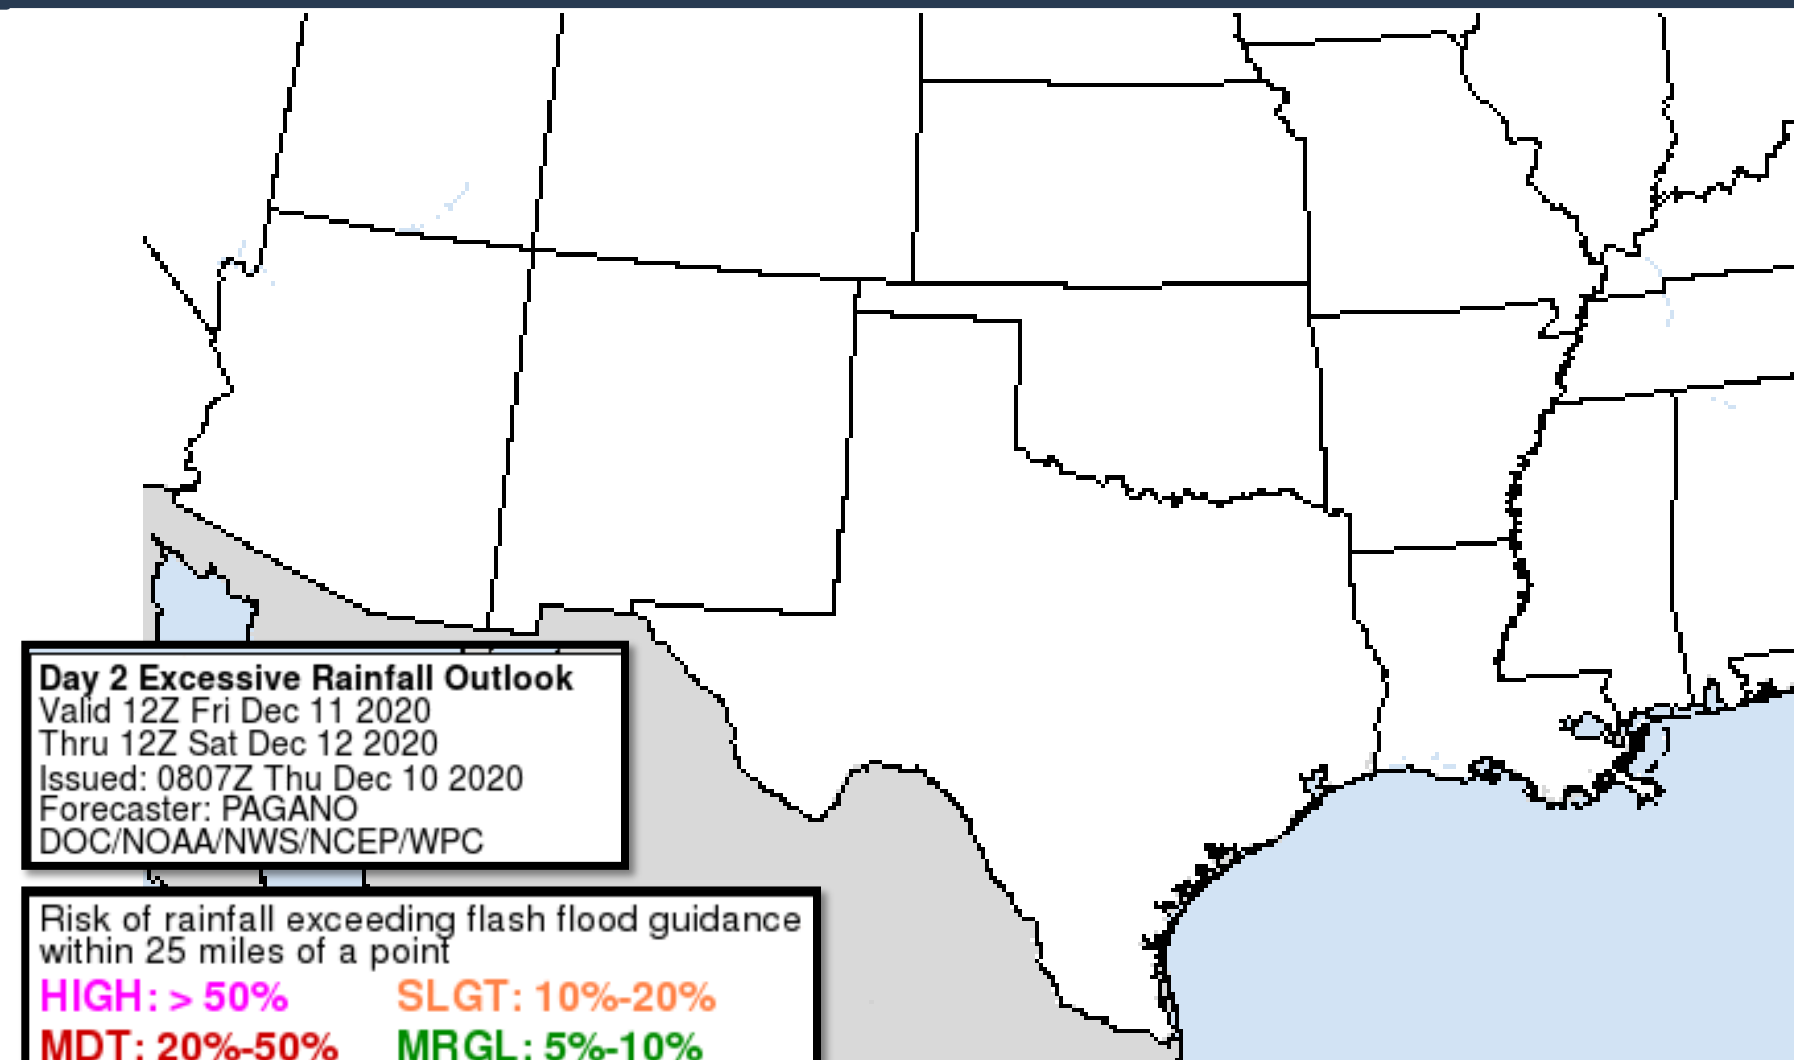 Day 2 Excessive Rainfall Outlook
Valid 12Z Fri Dec 11 2020
Thru 12Z Sat Dec 12 2020
Issued: 0807Z Thu Dec 10 2020
Forecaster: PAGANO
DOC/NOAA/NWS/NCEP/WPC
Risk of rainfall exceeding flash flood guidance
within 25 miles of a point
HIGH: > 50% SLGT: 10%-20%
MDT: 20%-50% MRGL: 5%-10%